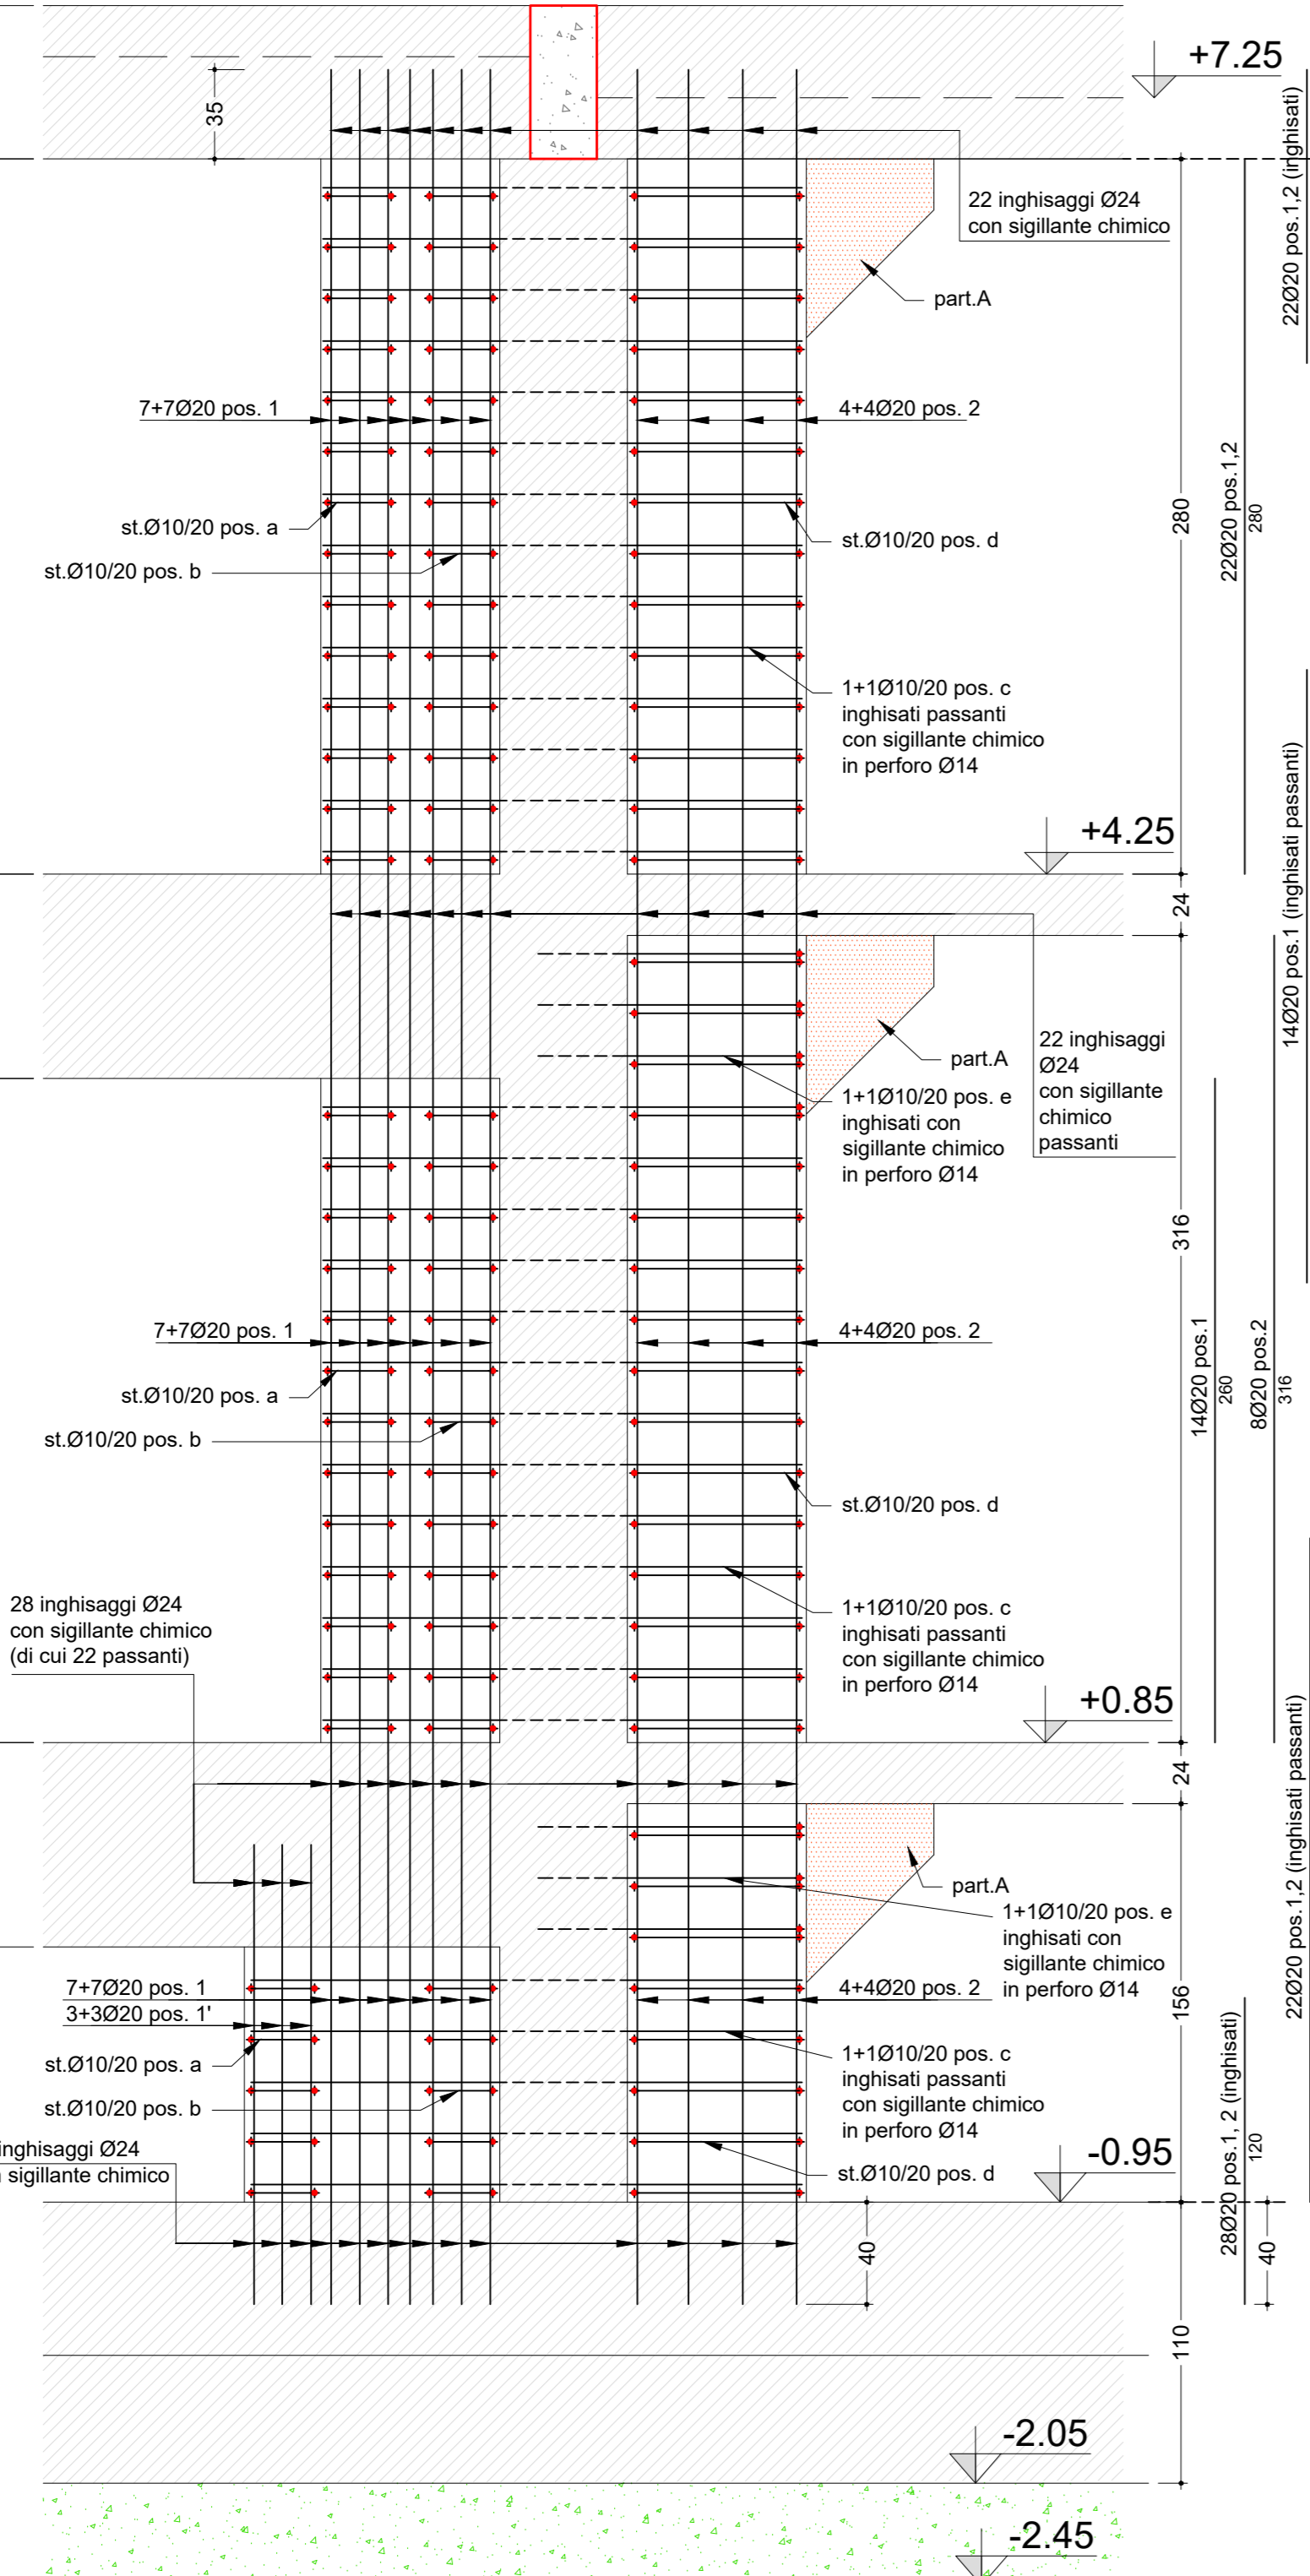 +7.25
35
22Ø20 pos.1,2 (inghisati)
22 inghisaggi Ø24
con sigillante chimico
part.A
7+7Ø20 pos. 1
4+4Ø20 pos. 2
22Ø20 pos.1,2
280
280
st.Ø10/20 pos. a
st.Ø10/20 pos. d
st.Ø10/20 pos. b
1+1Ø10/20 pos. c
inghisati passanti
con sigillante chimico
in perforo Ø14
14Ø20 pos.1 (inghisati passanti)
+4.25
24
22 inghisaggi
Ø24
con sigillante
chimico
passanti
part.A
1+1Ø10/20 pos. e
inghisati con
sigillante chimico
in perforo Ø14
316
7+7Ø20 pos. 1
4+4Ø20 pos. 2
14Ø20 pos.1
260
8Ø20 pos.2
316
st.Ø10/20 pos. a
st.Ø10/20 pos. b
st.Ø10/20 pos. d
28 inghisaggi Ø24
con sigillante chimico
(di cui 22 passanti)
1+1Ø10/20 pos. c
inghisati passanti
con sigillante chimico
in perforo Ø14
+0.85
24
22Ø20 pos.1,2 (inghisati passanti)
part.A
1+1Ø10/20 pos. e
inghisati con
sigillante chimico
in perforo Ø14
7+7Ø20 pos. 1
3+3Ø20 pos. 1'
4+4Ø20 pos. 2
156
st.Ø10/20 pos. a
st.Ø10/20 pos. b
1+1Ø10/20 pos. c
inghisati passanti
con sigillante chimico
in perforo Ø14
28Ø20 pos.1, 2 (inghisati)
120
inghisaggi Ø24
sigillante chimico
st.Ø10/20 pos. d
-0.95
40
40
110
-2.05
-2.45